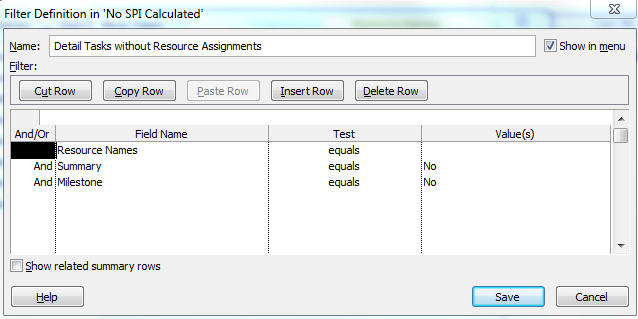 Filter Definition in 'No SPI Calculated'
Name: Detail Tasks without Resource Assignments Show in menu
Filter:
Cut Row Copy Row Paste Row Insert Row Delete Row
And/Or Field Name Test Value(s)
Resource Names equals
And Summary equals No
And Milestone equals No
Show related summary rows
Help Save Cancel